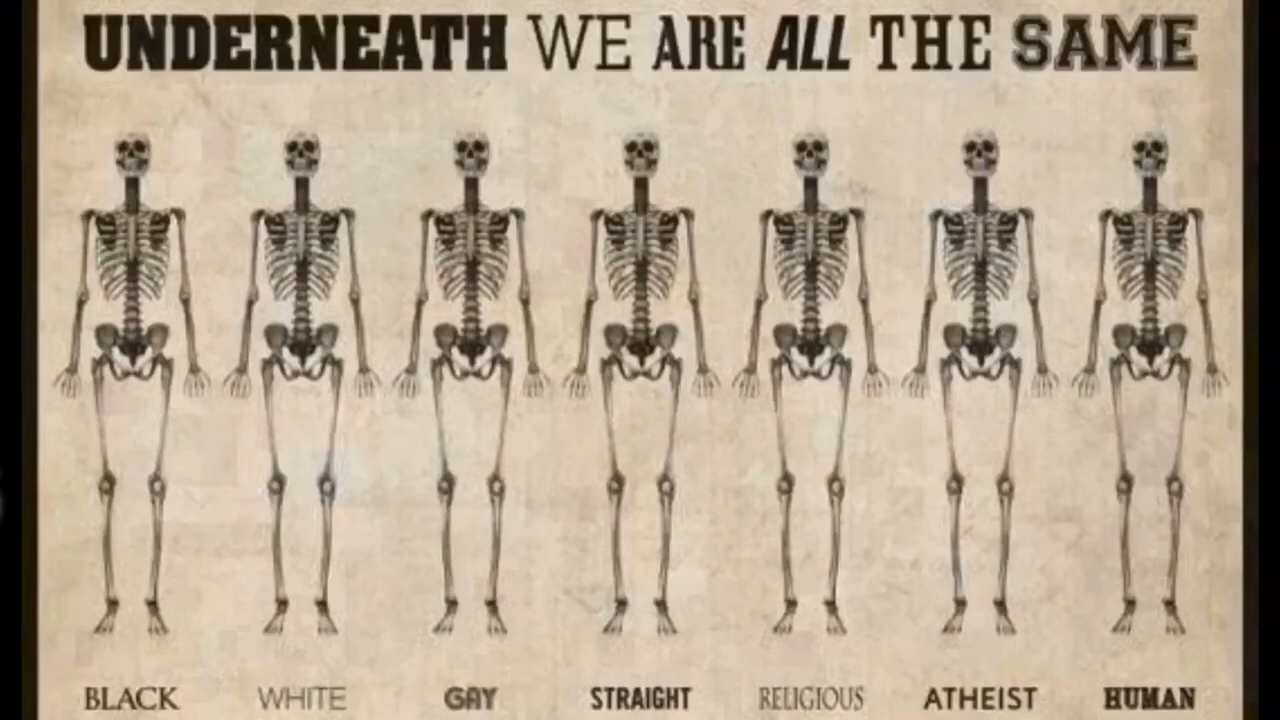 UNDERNEATH WE ARE ALL THE SAME
BLACK WHITE GAY STRAIGHT RELIGIOUS ATHEIST HUMAN